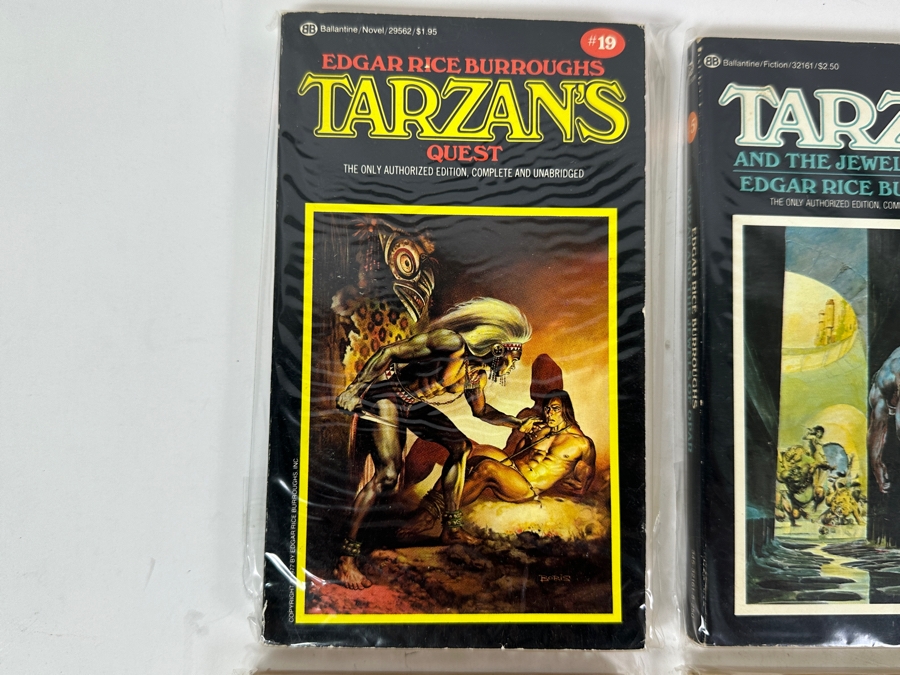 BB Ballantine/Novel/29562/$1.95
#19
EDGAR RICE BURROUGHS
TARZAN'S
QUEST
THE ONLY AUTHORIZED EDITION, COMPLETE AND UNABRIDGED
BY EDGAR RICE BURROUGHS, INC.
BORIS
BB Ballantine/Fiction/32161/$2.50
TARZ
AND THE JEWEL
EDGAR RICE BU
THE ONLY AUTHORIZED EDITION, COM
EDGAR RICE BURROUGHS